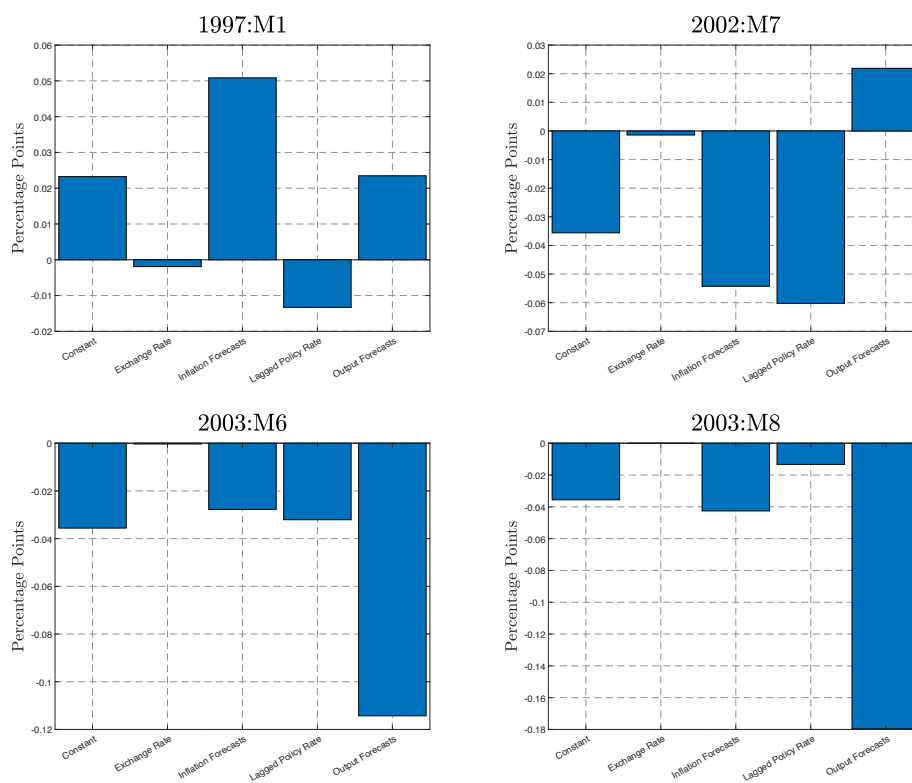 1997:M1
Percentage Points
0.06
0.05
0.04
0.03
0.02
0.01
0
-0.01
-0.02
Constant
Exchange Rate
Inflation Forecasts
Lagged Policy Rate
Output Forecasts
2002:M7
Percentage Points
0.03
0.02
0.01
0
-0.01
-0.02
-0.03
-0.04
-0.05
-0.06
-0.07
Constant
Exchange Rate
Inflation Forecasts
Lagged Policy Rate
Output Forecasts
2003:M6
Percentage Points
0
-0.02
-0.04
-0.06
-0.08
-0.1
-0.12
Constant
Exchange Rate
Inflation Forecasts
Lagged Policy Rate
Output Forecasts
2003:M8
Percentage Points
0
-0.02
-0.04
-0.06
-0.08
-0.1
-0.12
-0.14
-0.16
-0.18
Constant
Exchange Rate
Inflation Forecasts
Lagged Policy Rate
Output Forecasts